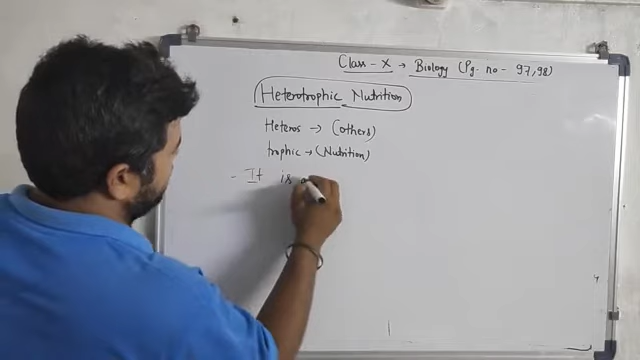 Class - X → Biology (Pg. no - 97,98)
Heterotrophic Nutrition
Heteros → (others)
trophic → (Nutrition)
- It is